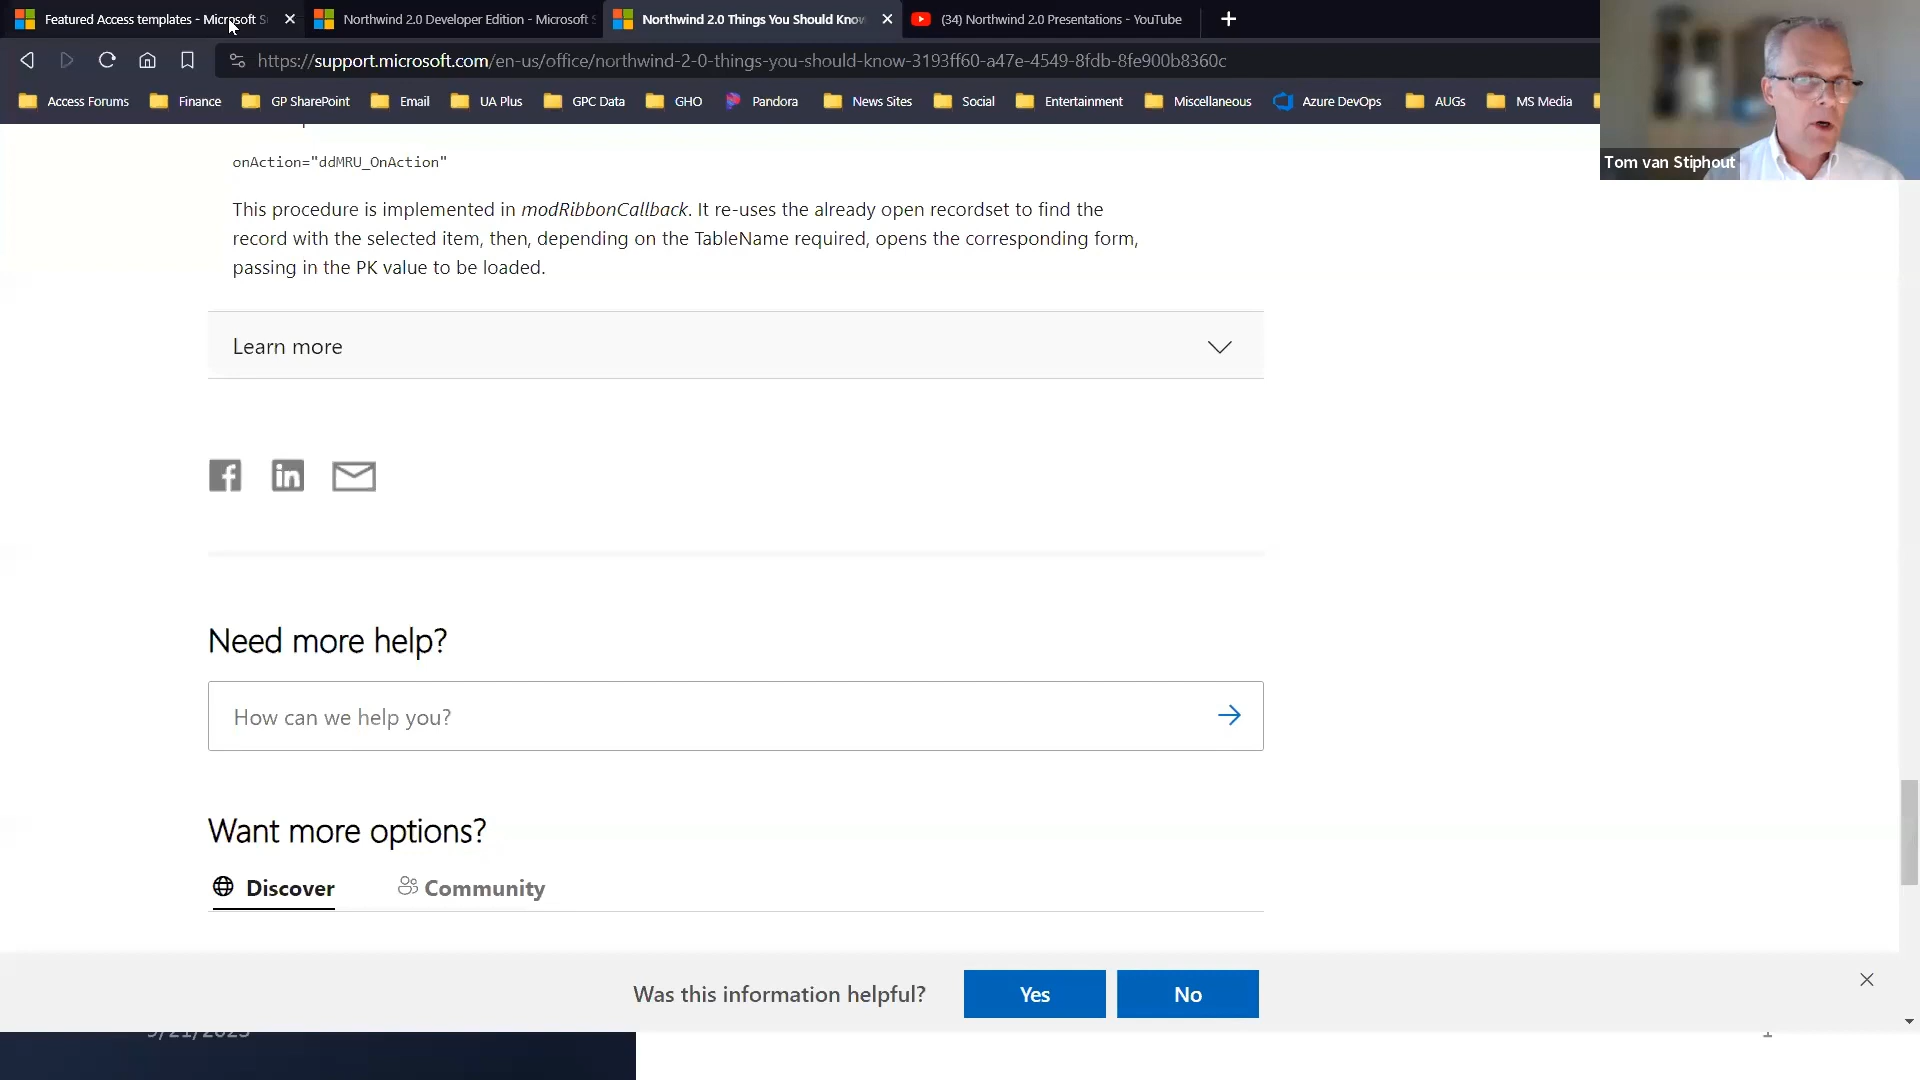 Featured Access templates - Microsoft S
Northwind 2.0 Developer Edition - Microsoft S
Northwind 2.0 Things You Should Know
(34) Northwind 2.0 Presentations - YouTube
https://support.microsoft.com/en-us/office/northwind-2-0-things-you-should-know-3193ff60-a47e-4549-8fdb-8fe900b8360c
Access Forums
Finance
GP SharePoint
Email
UA Plus
GPC Data
GHO
Pandora
News Sites
Social
Entertainment
Miscellaneous
Azure DevOps
AUGs
MS Media
Tom van Stiphout
onAction="ddMRU_OnAction"
This procedure is implemented in modRibbonCallback. It re-uses the already open recordset to find the
record with the selected item, then, depending on the TableName required, opens the corresponding form,
passing in the PK value to be loaded.
Learn more
Need more help?
How can we help you?
Want more options?
Discover
Community
Was this information helpful?
Yes
No
9/21/2023